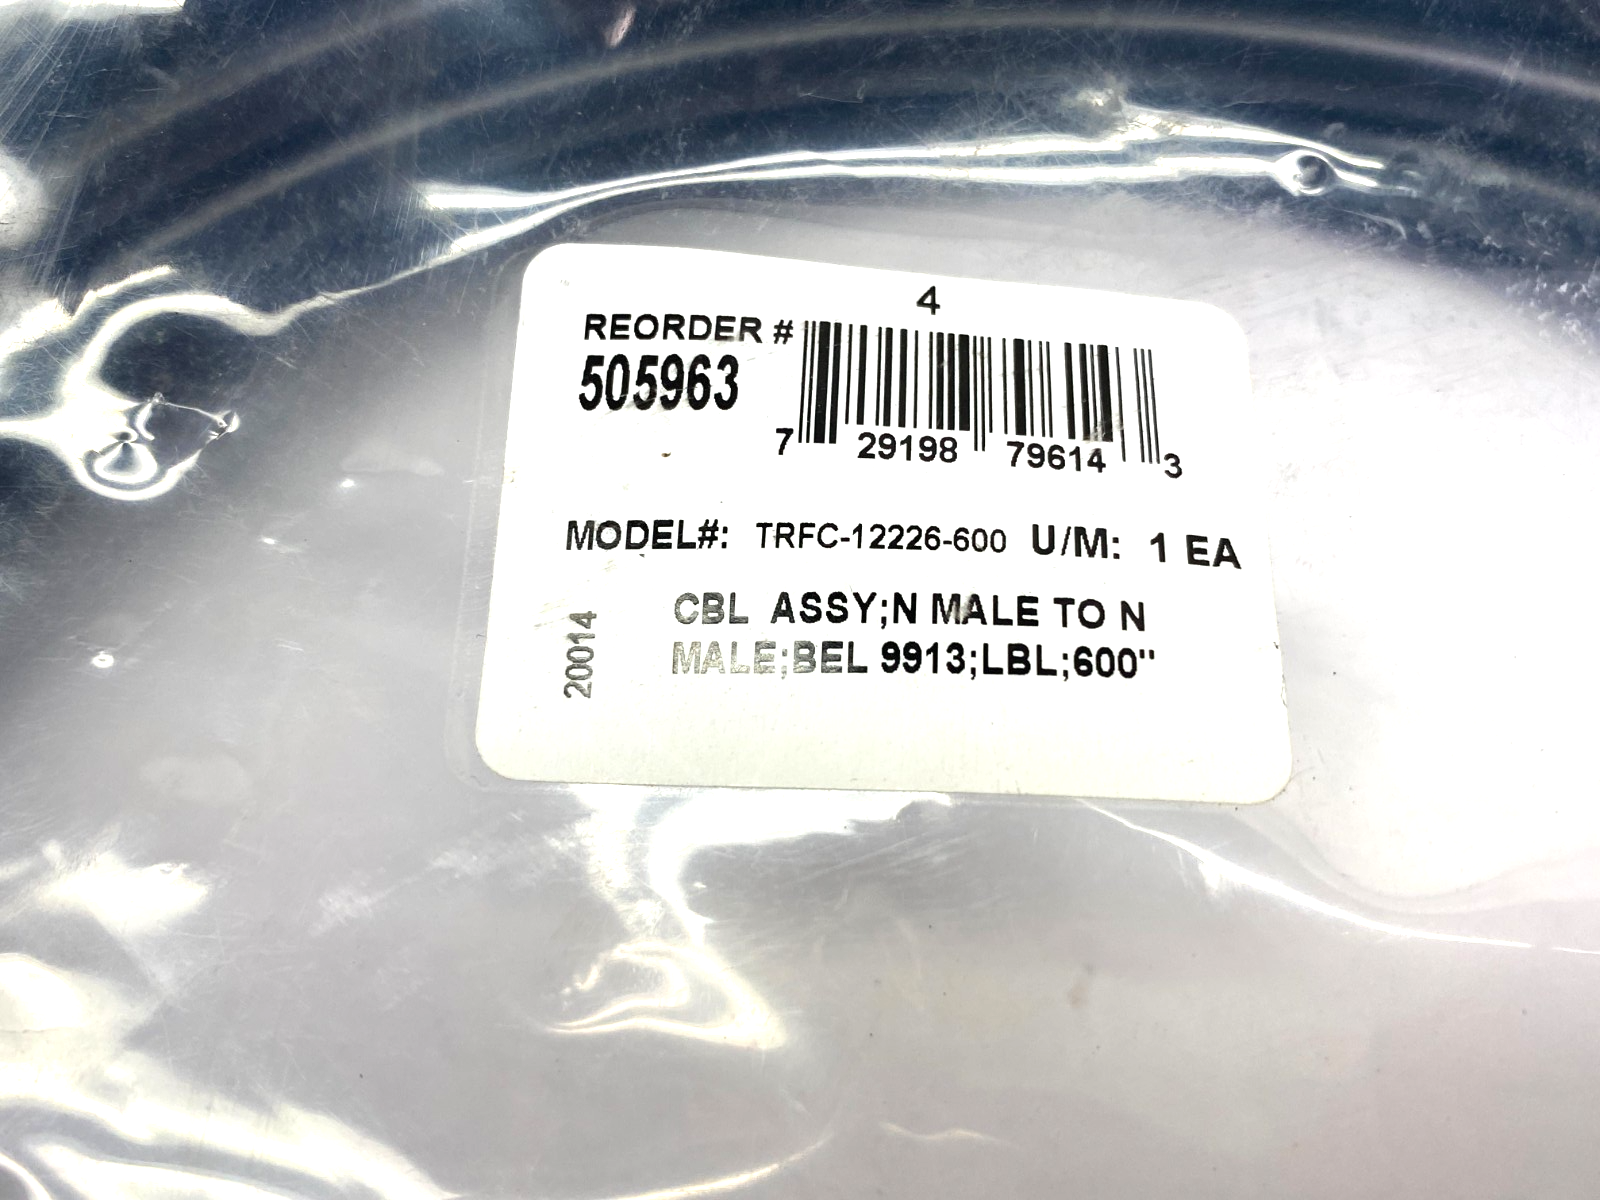 4
REORDER #
505963
7 29198 79614 3
MODEL#: TRFC-12226-600 U/M: 1 EA
CBL ASSY;N MALE TO N
MALE;BEL 9913;LBL;600"
20014